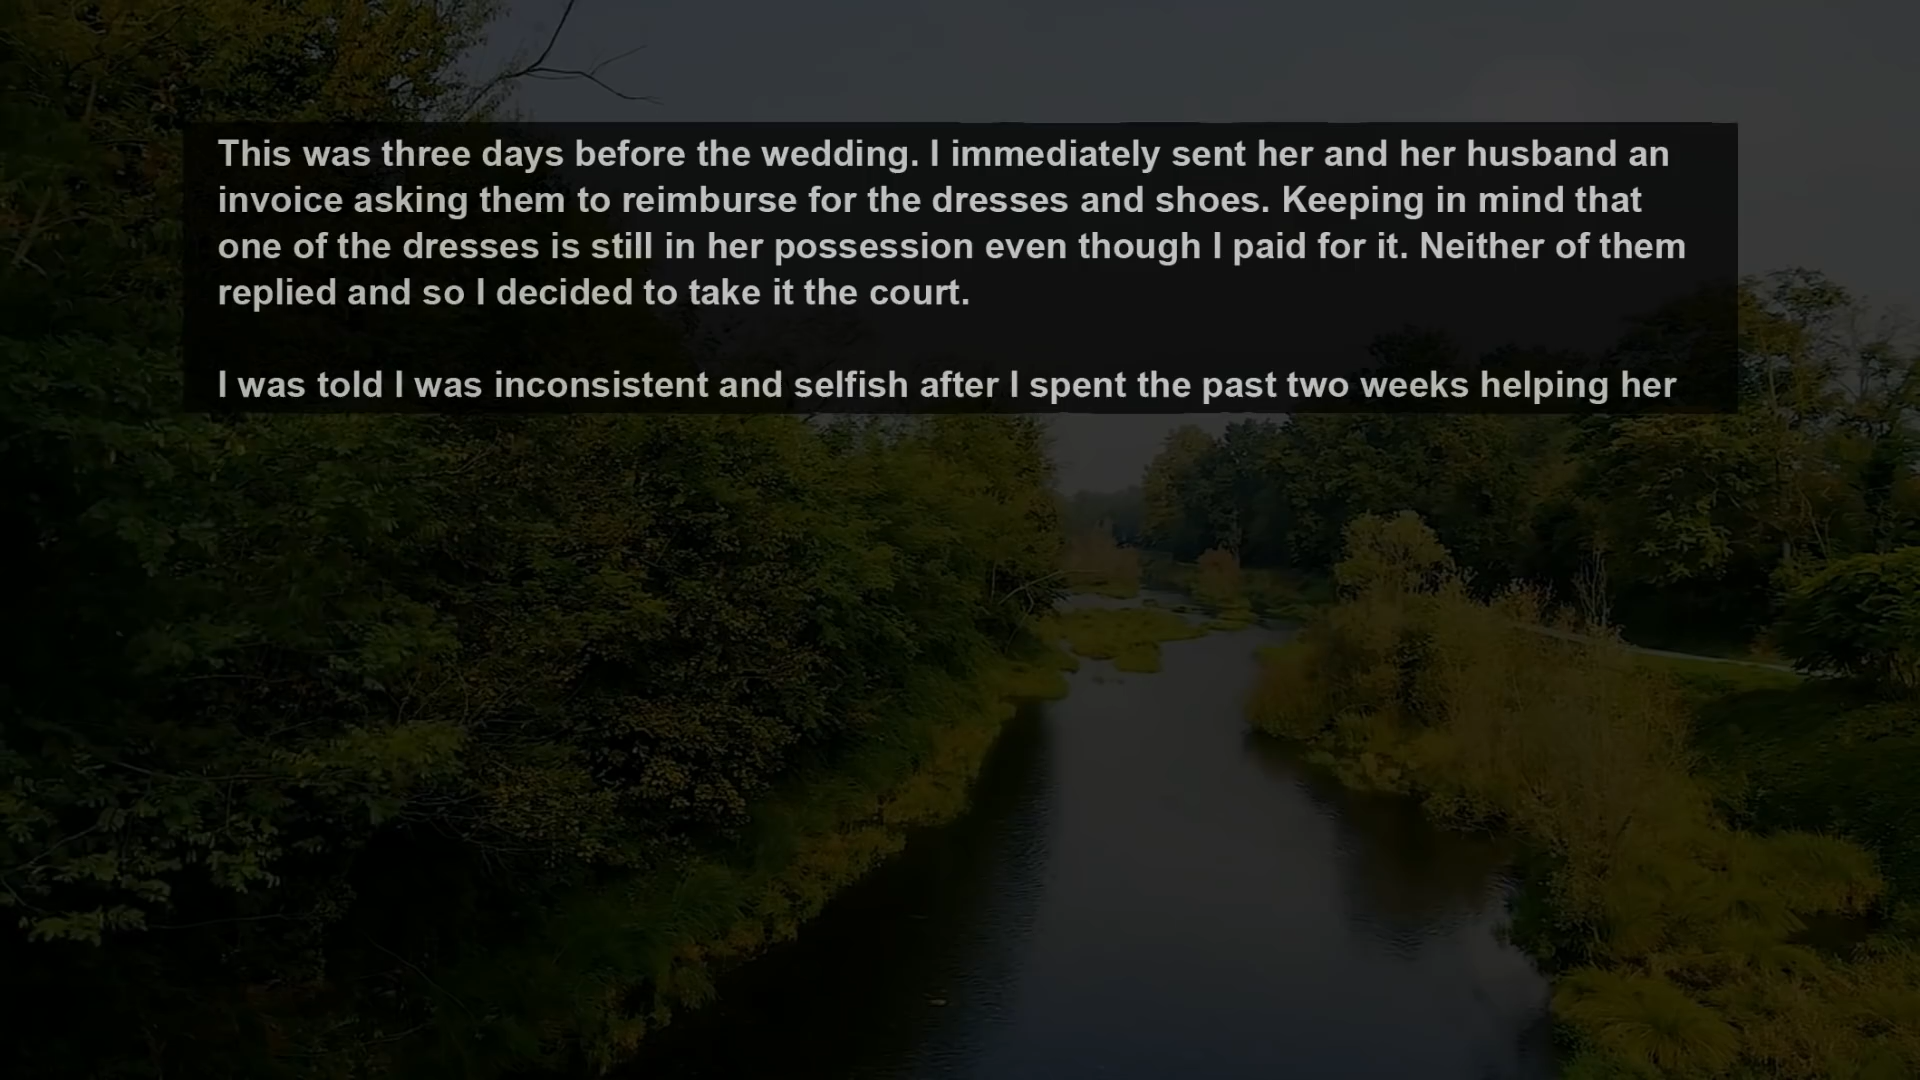 This was three days before the wedding. I immediately sent her and her husband an
invoice asking them to reimburse for the dresses and shoes. Keeping in mind that
one of the dresses is still in her possession even though I paid for it. Neither of them
replied and so I decided to take it the court.
I was told I was inconsistent and selfish after I spent the past two weeks helping her